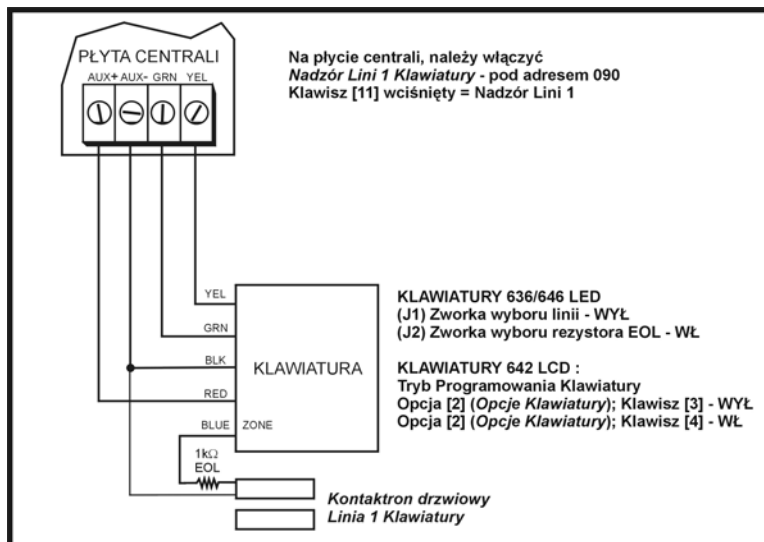 PŁYTA CENTRALI
AUX+ AUX- GRN YEL
Na płycie centrali, należy włączyć
Nadzór Lini 1 Klawiatury - pod adresem 090
Klawisz [11] wciśnięty = Nadzór Lini 1
YEL
GRN
BLK
RED
BLUE
ZONE
KLAWIATURA
1kΩ
EOL
KLAWIATURY 636/646 LED
(J1) Zworka wyboru linii - WYŁ
(J2) Zworka wyboru rezystora EOL - WŁ
KLAWIATURY 642 LCD :
Tryb Programowania Klawiatury
Opcja [2] (Opcje Klawiatury); Klawisz [3] - WYŁ
Opcja [2] (Opcje Klawiatury); Klawisz [4] - WŁ
Kontaktron drzwiowy
Linia 1 Klawiatury